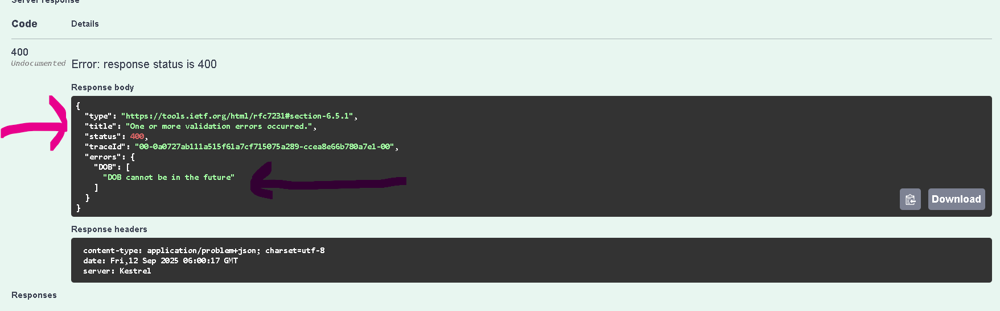 Server response
Code Details
400
Undocumented Error: response status is 400
Response body
{
"type": "https://tools.ietf.org/html/rfc7231#section-6.5.1",
"title": "One or more validation errors occurred.",
"status": 400,
"traceId": "00-0a0727ab111a515f61a7cf715075a289-ccea8e66b780a7e1-00",
"errors": {
"DOB": [
"DOB cannot be in the future"
]
}
}
Download
Response headers
content-type: application/problem+json; charset=utf-8
date: Fri,12 Sep 2025 06:00:17 GMT
server: Kestrel
Responses